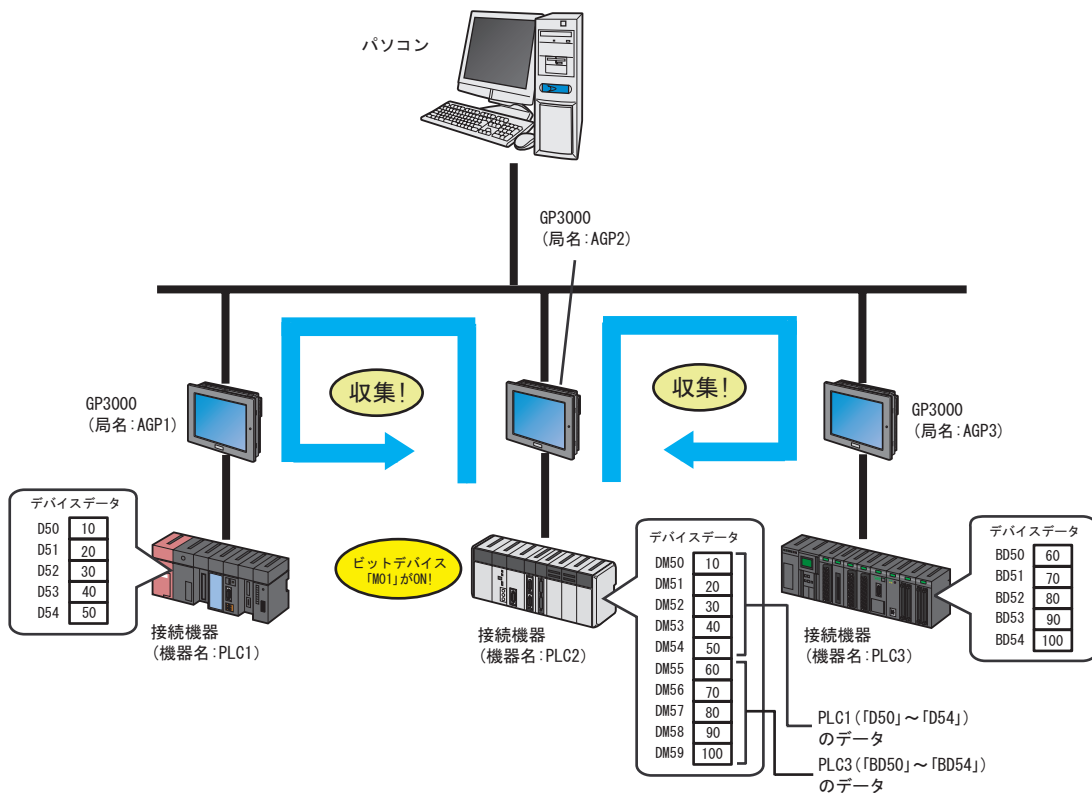 パソコン
GP3000
(局名:AGP2)
収集!
収集!
GP3000
(局名:AGP1)
GP3000
(局名:AGP3)
デバイスデータ
D50 10
D51 20
D52 30
D53 40
D54 50
接続機器
(機器名:PLC1)
ビットデバイス
「M01」がON!
接続機器
(機器名:PLC2)
デバイスデータ
DM50 10
DM51 20
DM52 30
DM53 40
DM54 50
DM55 60
DM56 70
DM57 80
DM58 90
DM59 100
接続機器
(機器名:PLC3)
デバイスデータ
BD50 60
BD51 70
BD52 80
BD53 90
BD54 100
PLC1(「D50」~「D54」)
のデータ
PLC3(「BD50」~「BD54」)
のデータ